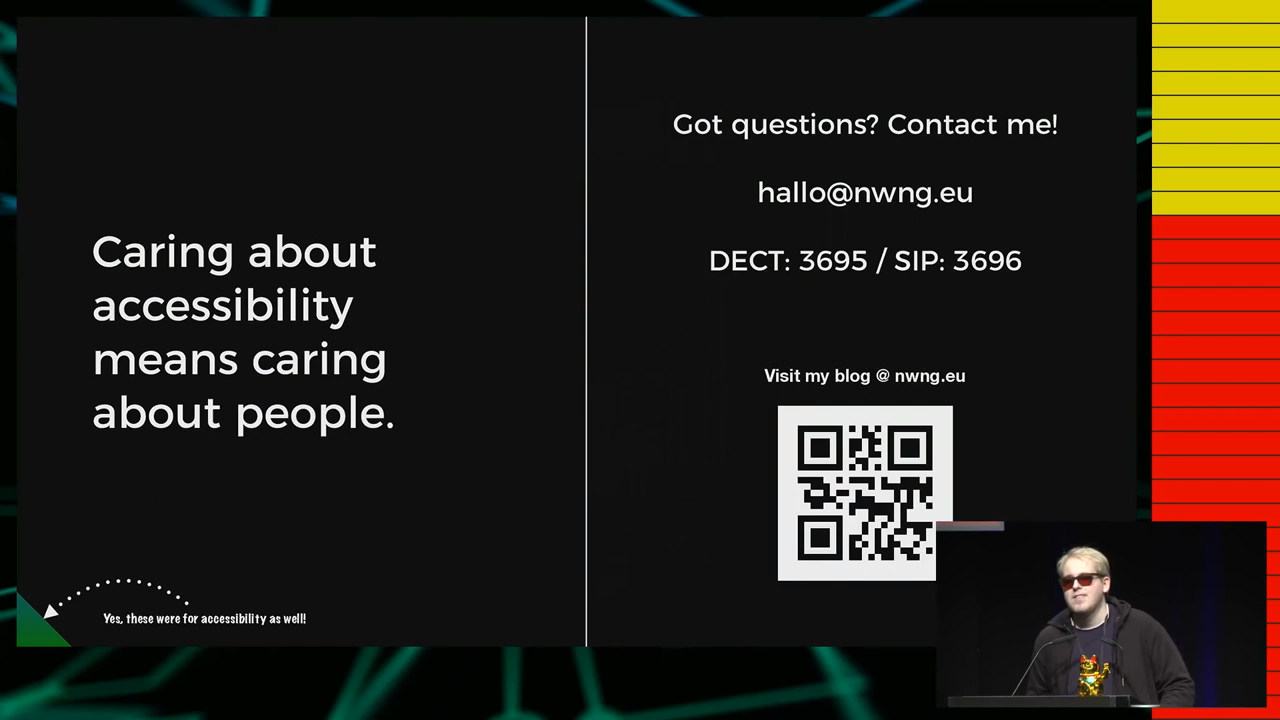 Caring about
accessibility
means caring
about people.
Yes, these were for accessibility as well!
Got questions? Contact me!
hallo@nwng.eu
DECT: 3695 / SIP: 3696
Visit my blog @ nwng.eu